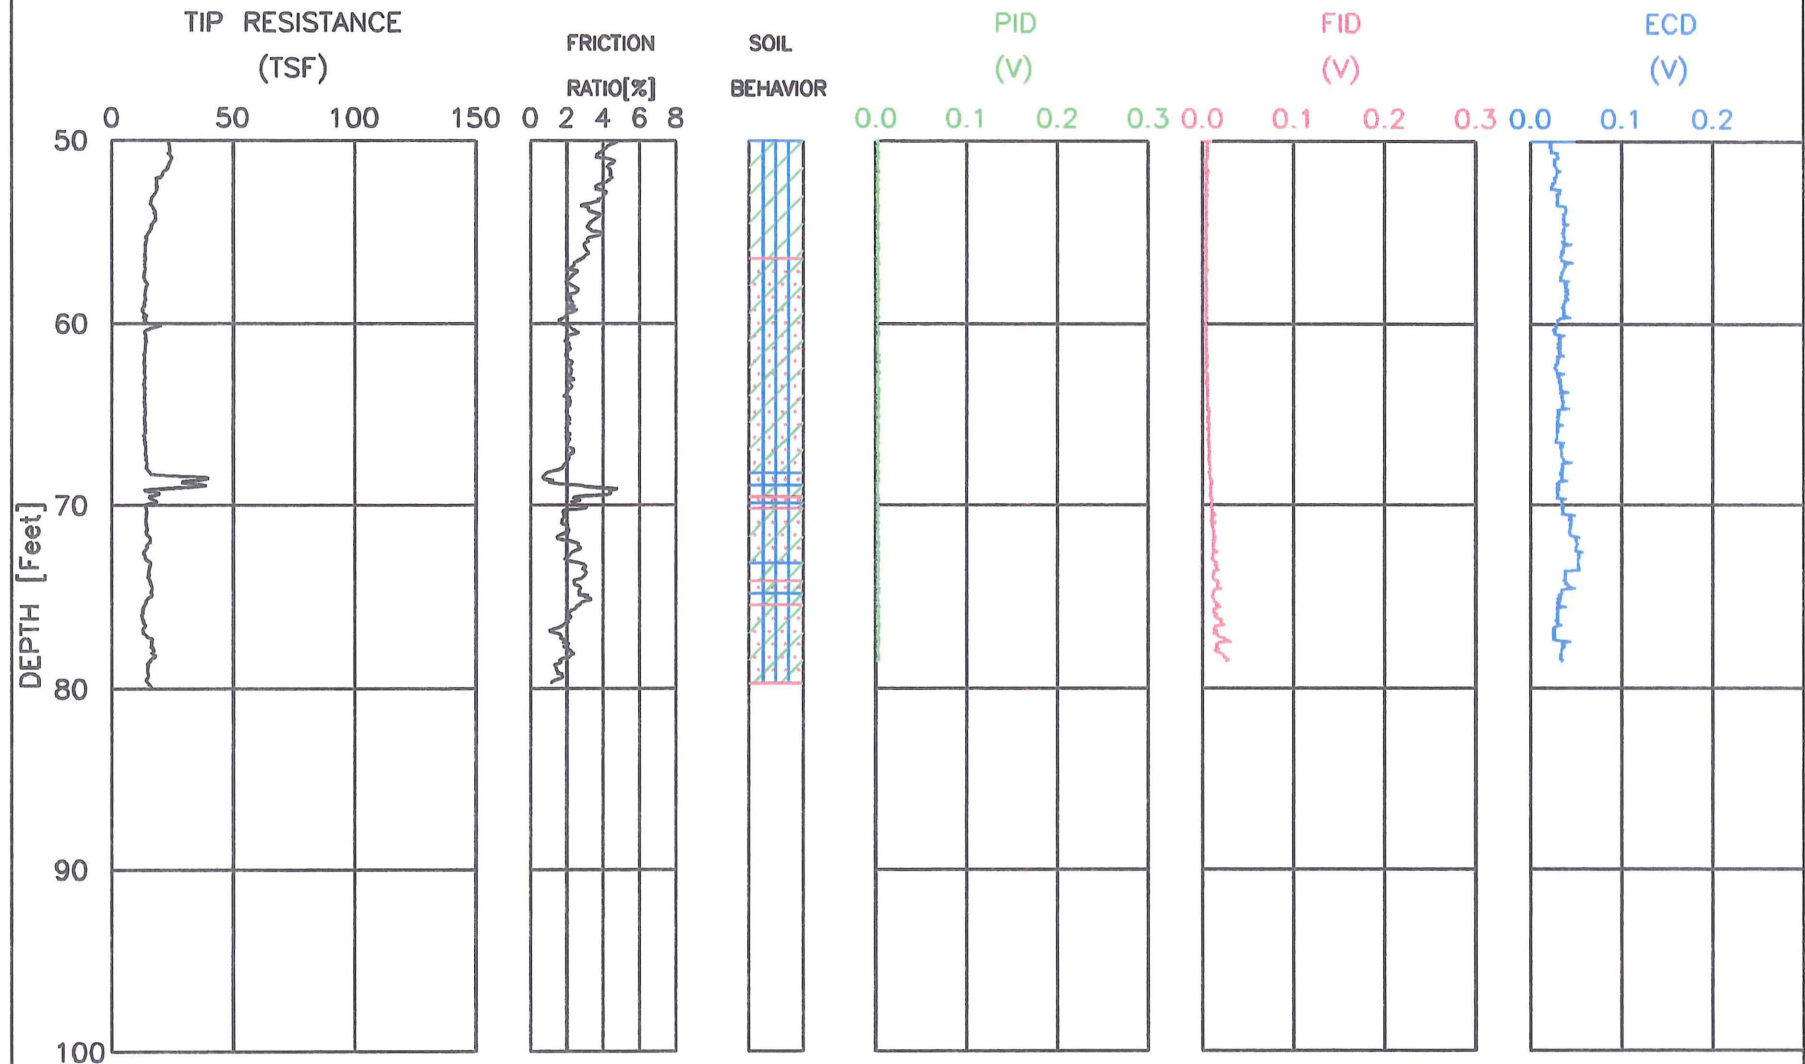 TIP RESISTANCE
(TSF)
0 50 100 150
FRICTION
RATIO[%]
0 2 4 6 8
SOIL
BEHAVIOR
PID
(V)
0.0 0.1 0.2 0.3
FID
(V)
0.0 0.1 0.2 0.3
ECD
(V)
0.0 0.1 0.2
DEPTH [Feet]
50
60
70
80
90
100